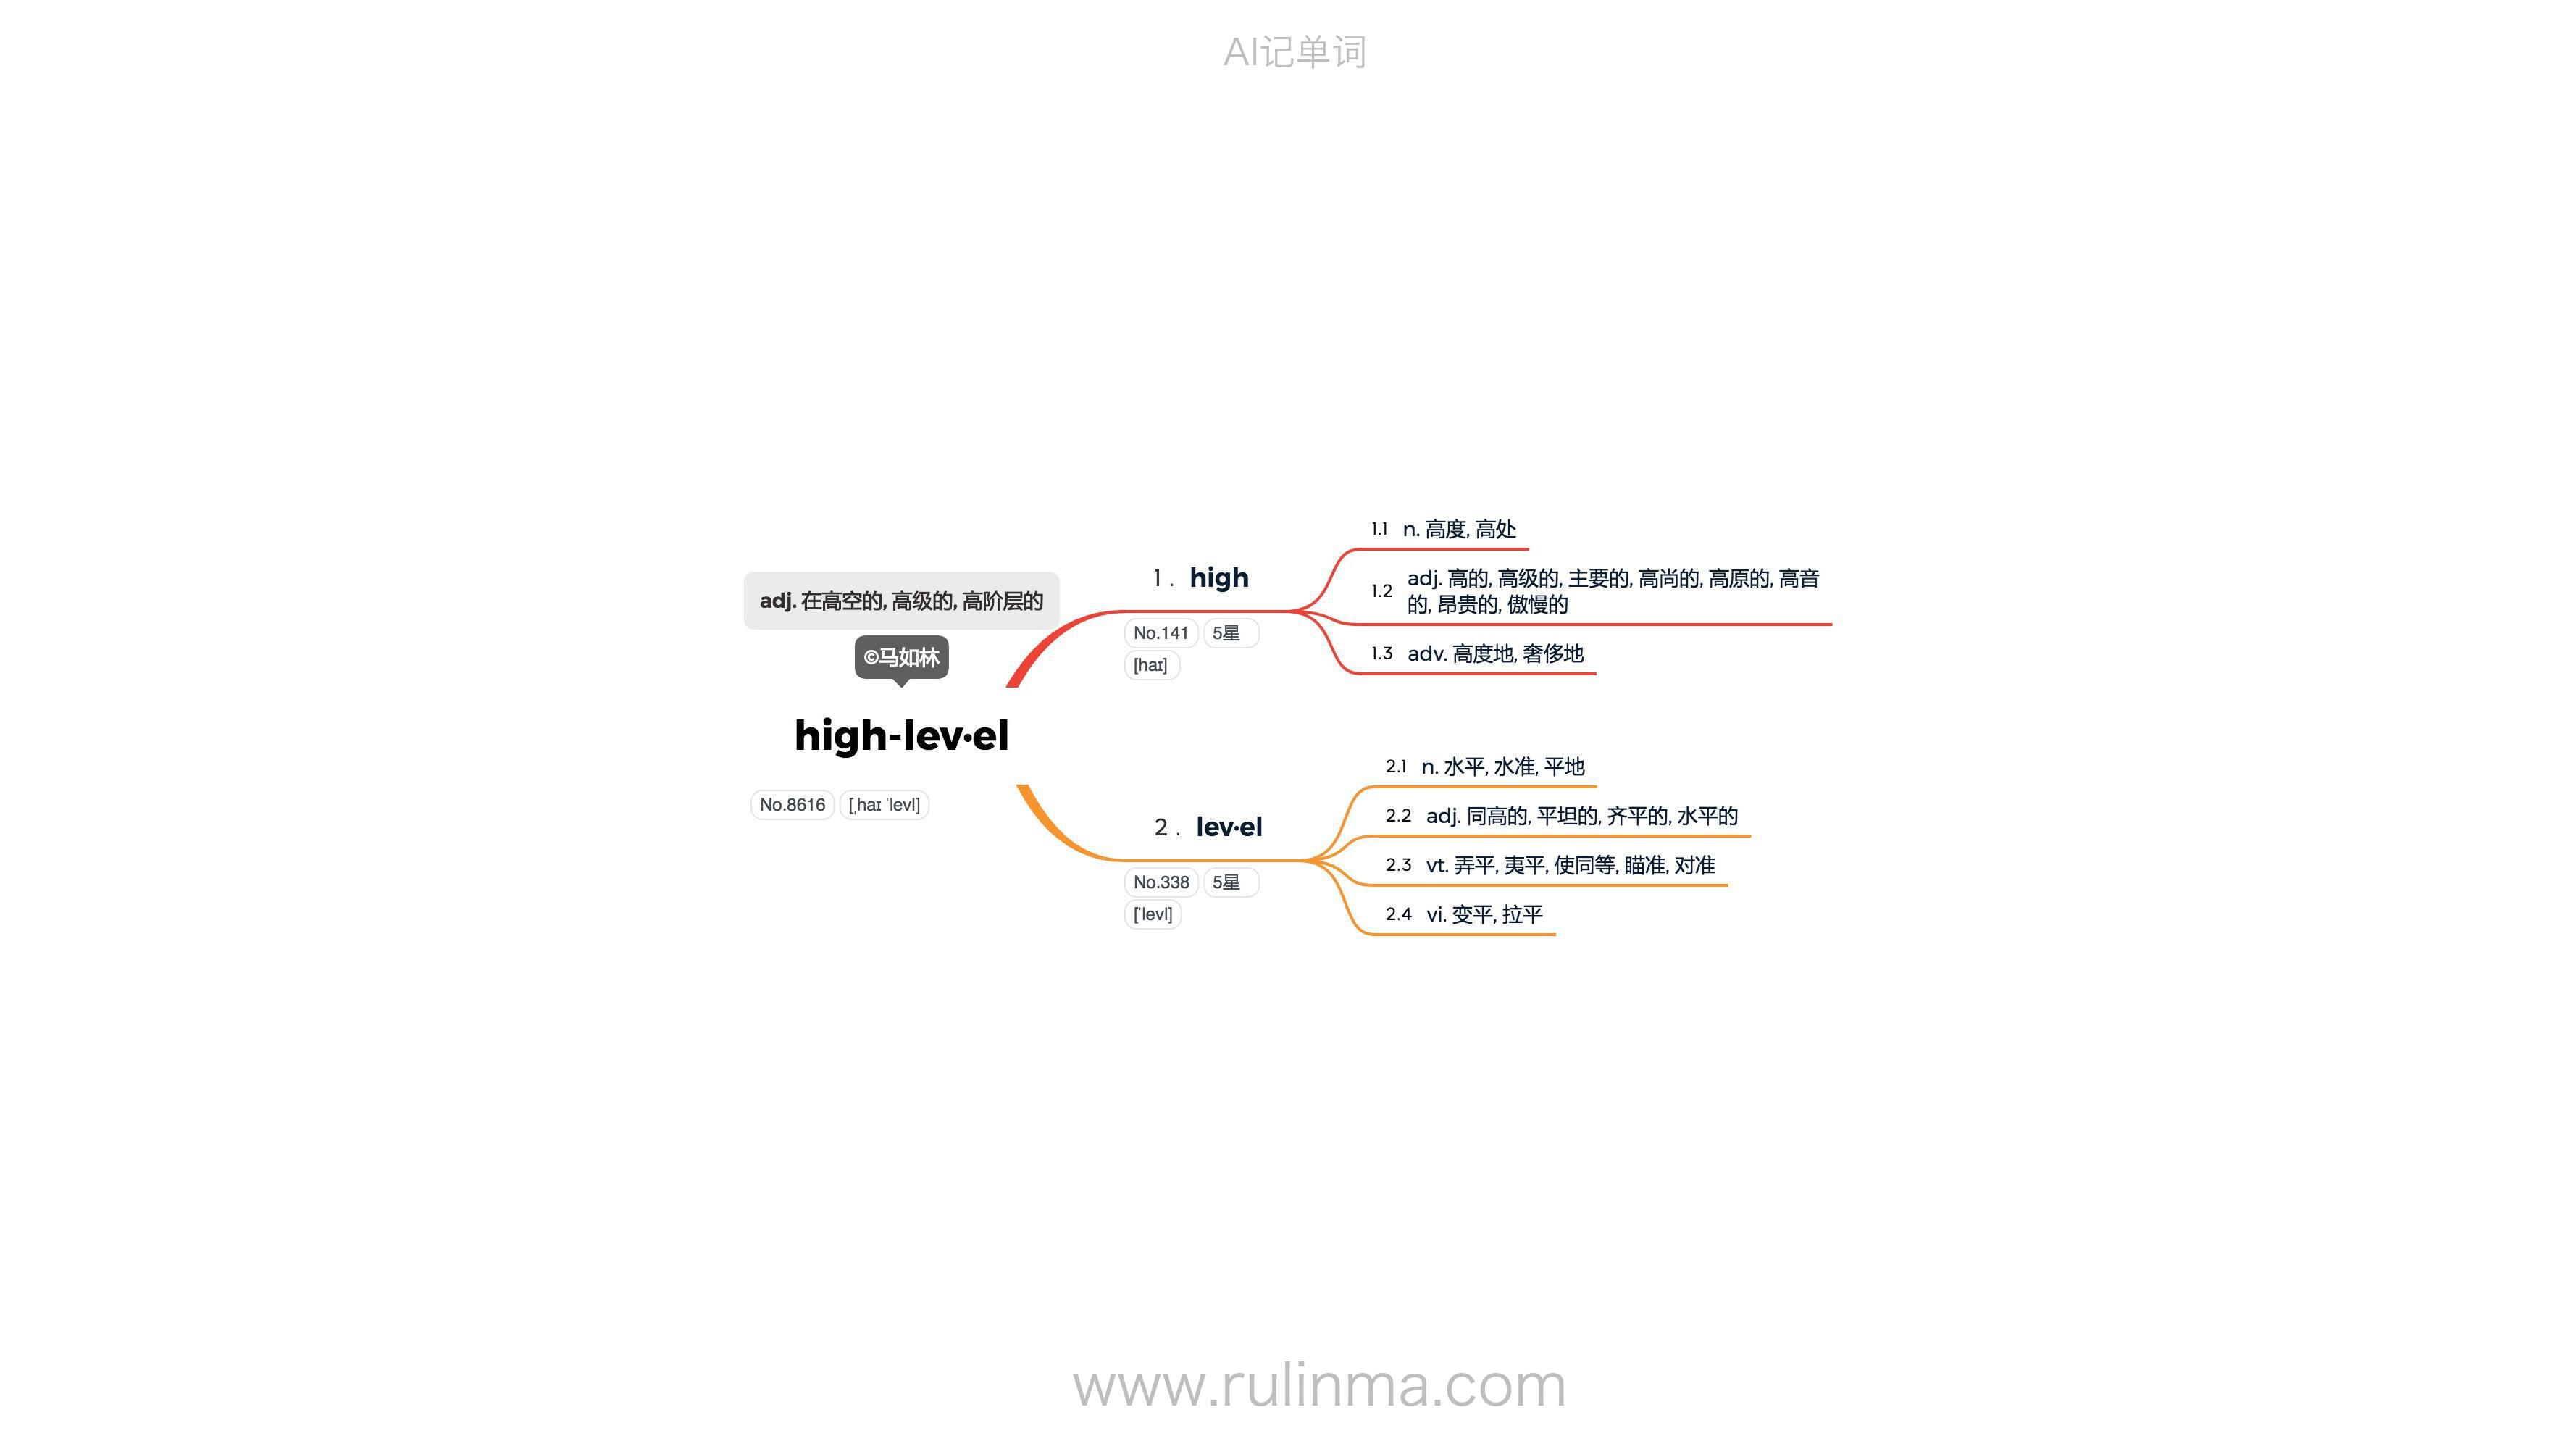 AI记单词
adj. 在高空的, 高级的, 高阶层的
©马如林
high-lev·el
No.8616 [ˌhaɪ ˈlevl]
1. high
No.141 5星
[haɪ]
1.1 n. 高度, 高处
1.2 adj. 高的, 高级的, 主要的, 高尚的, 高原的, 高音
的, 昂贵的, 傲慢的
1.3 adv. 高度地, 奢侈地
2. lev·el
No.338 5星
[ˈlevl]
2.1 n. 水平, 水准, 平地
2.2 adj. 同高的, 平坦的, 齐平的, 水平的
2.3 vt. 弄平, 夷平, 使同等, 瞄准, 对准
2.4 vi. 变平, 拉平
www.rulinma.com